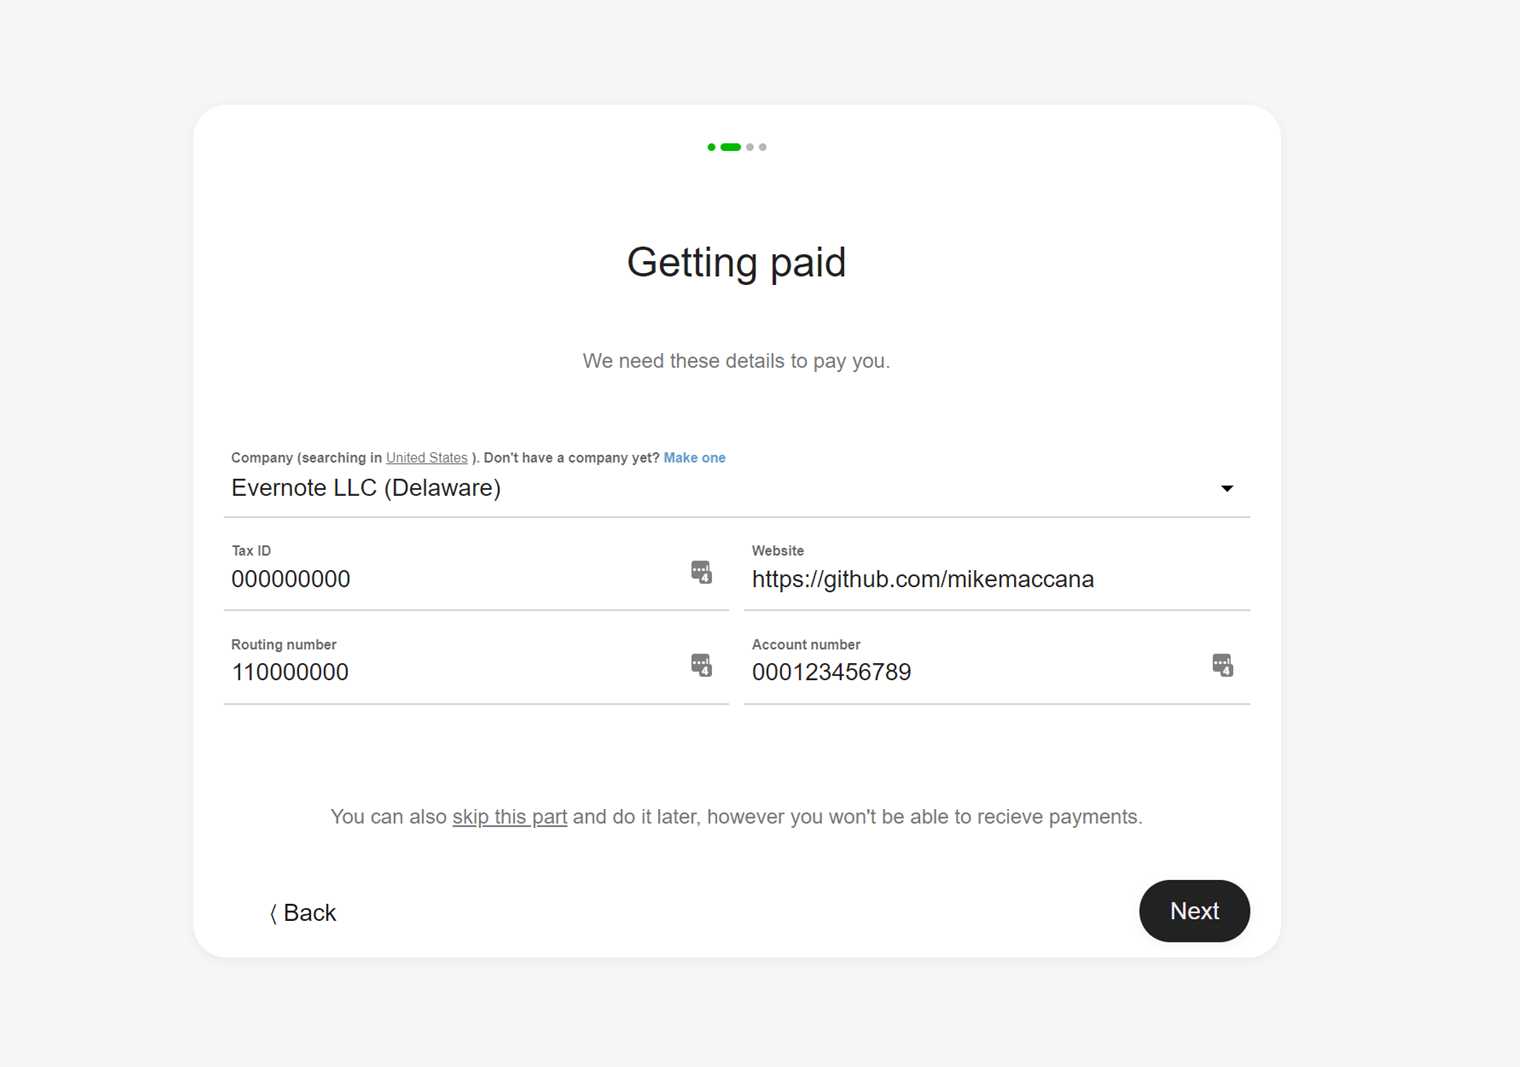 Getting paid
We need these details to pay you.
Company (searching in United States ). Don't have a company yet? Make one
Evernote LLC (Delaware)
Tax ID
000000000
4
Website
https://github.com/mikemaccana
Routing number
110000000
4
Account number
000123456789
4
You can also skip this part and do it later, however you won't be able to recieve payments.
⟨ Back
Next